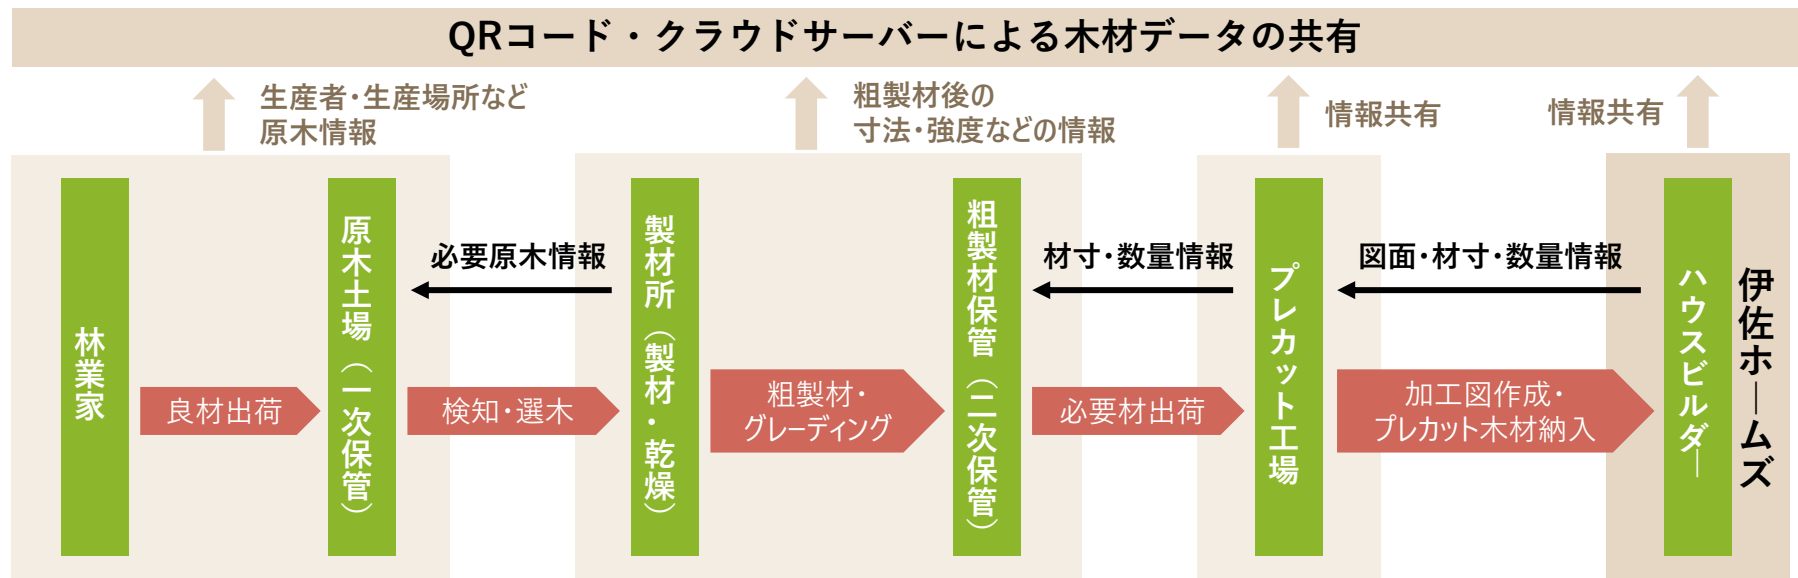 QRコード・クラウドサーバーによる木材データの共有
生産者・生産場所など
原木情報
粗製材後の
寸法・強度などの情報
情報共有
情報共有
林業家
良材出荷
原木土場（一次保管）
必要原木情報
検知・選木
製材所（製材・乾燥）
粗製材・
グレーディング
粗製材保管（二次保管）
材寸・数量情報
必要材出荷
プレカット工場
図面・材寸・数量情報
加工図作成・
プレカット木材納入
ハウスビルダー
伊佐ホームズ